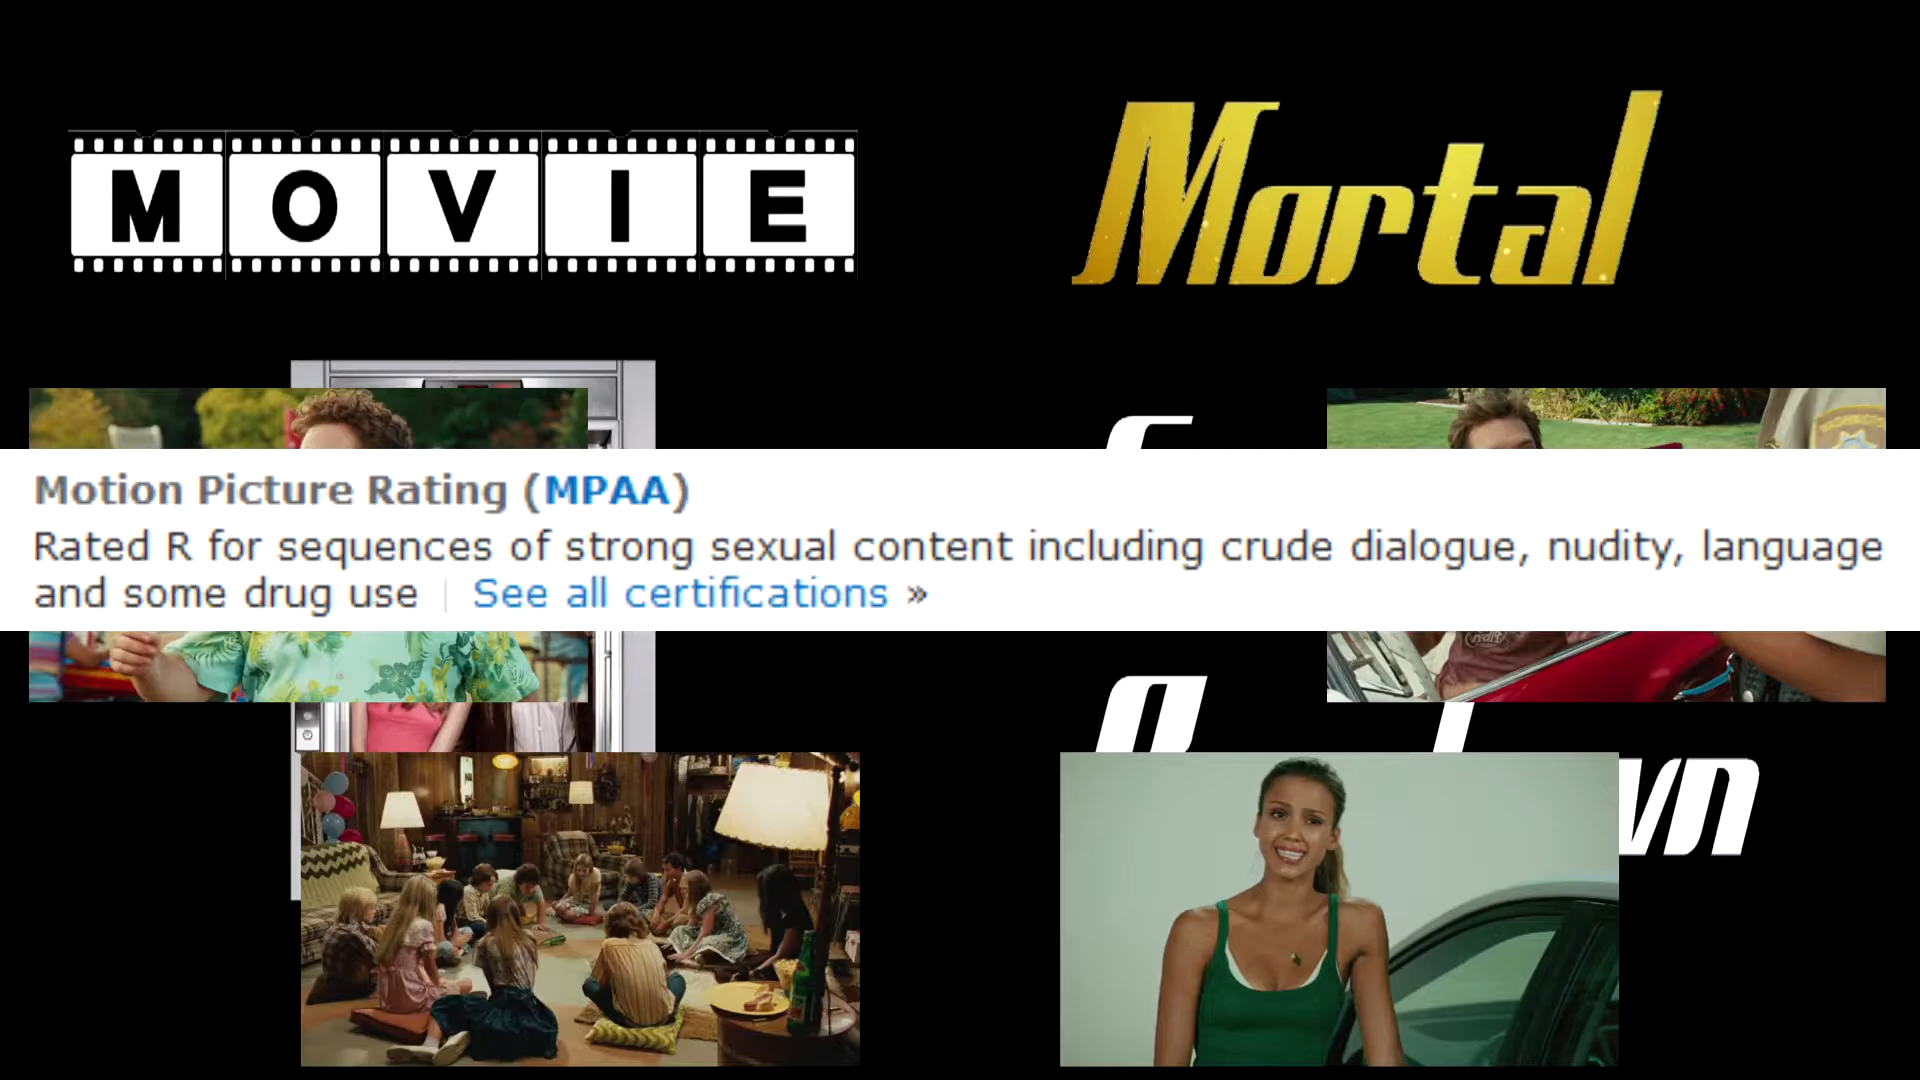 MOVIE
Mortal
Motion Picture Rating (MPAA)
Rated R for sequences of strong sexual content including crude dialogue, nudity, language
and some drug use | See all certifications »